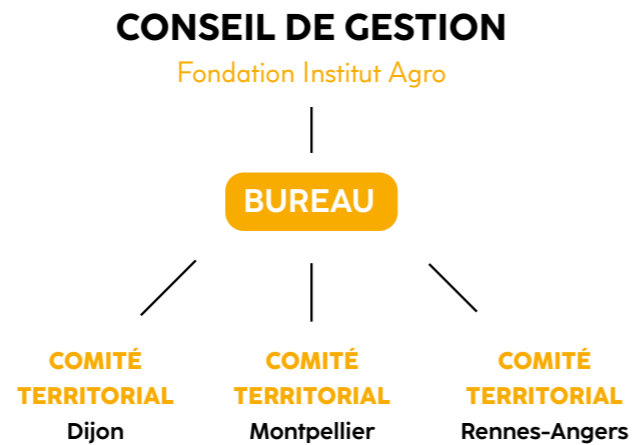 CONSEIL DE GESTION
Fondation Institut Agro
BUREAU
COMITÉ
TERRITORIAL
Dijon
COMITÉ
TERRITORIAL
Montpellier
COMITÉ
TERRITORIAL
Rennes-Angers